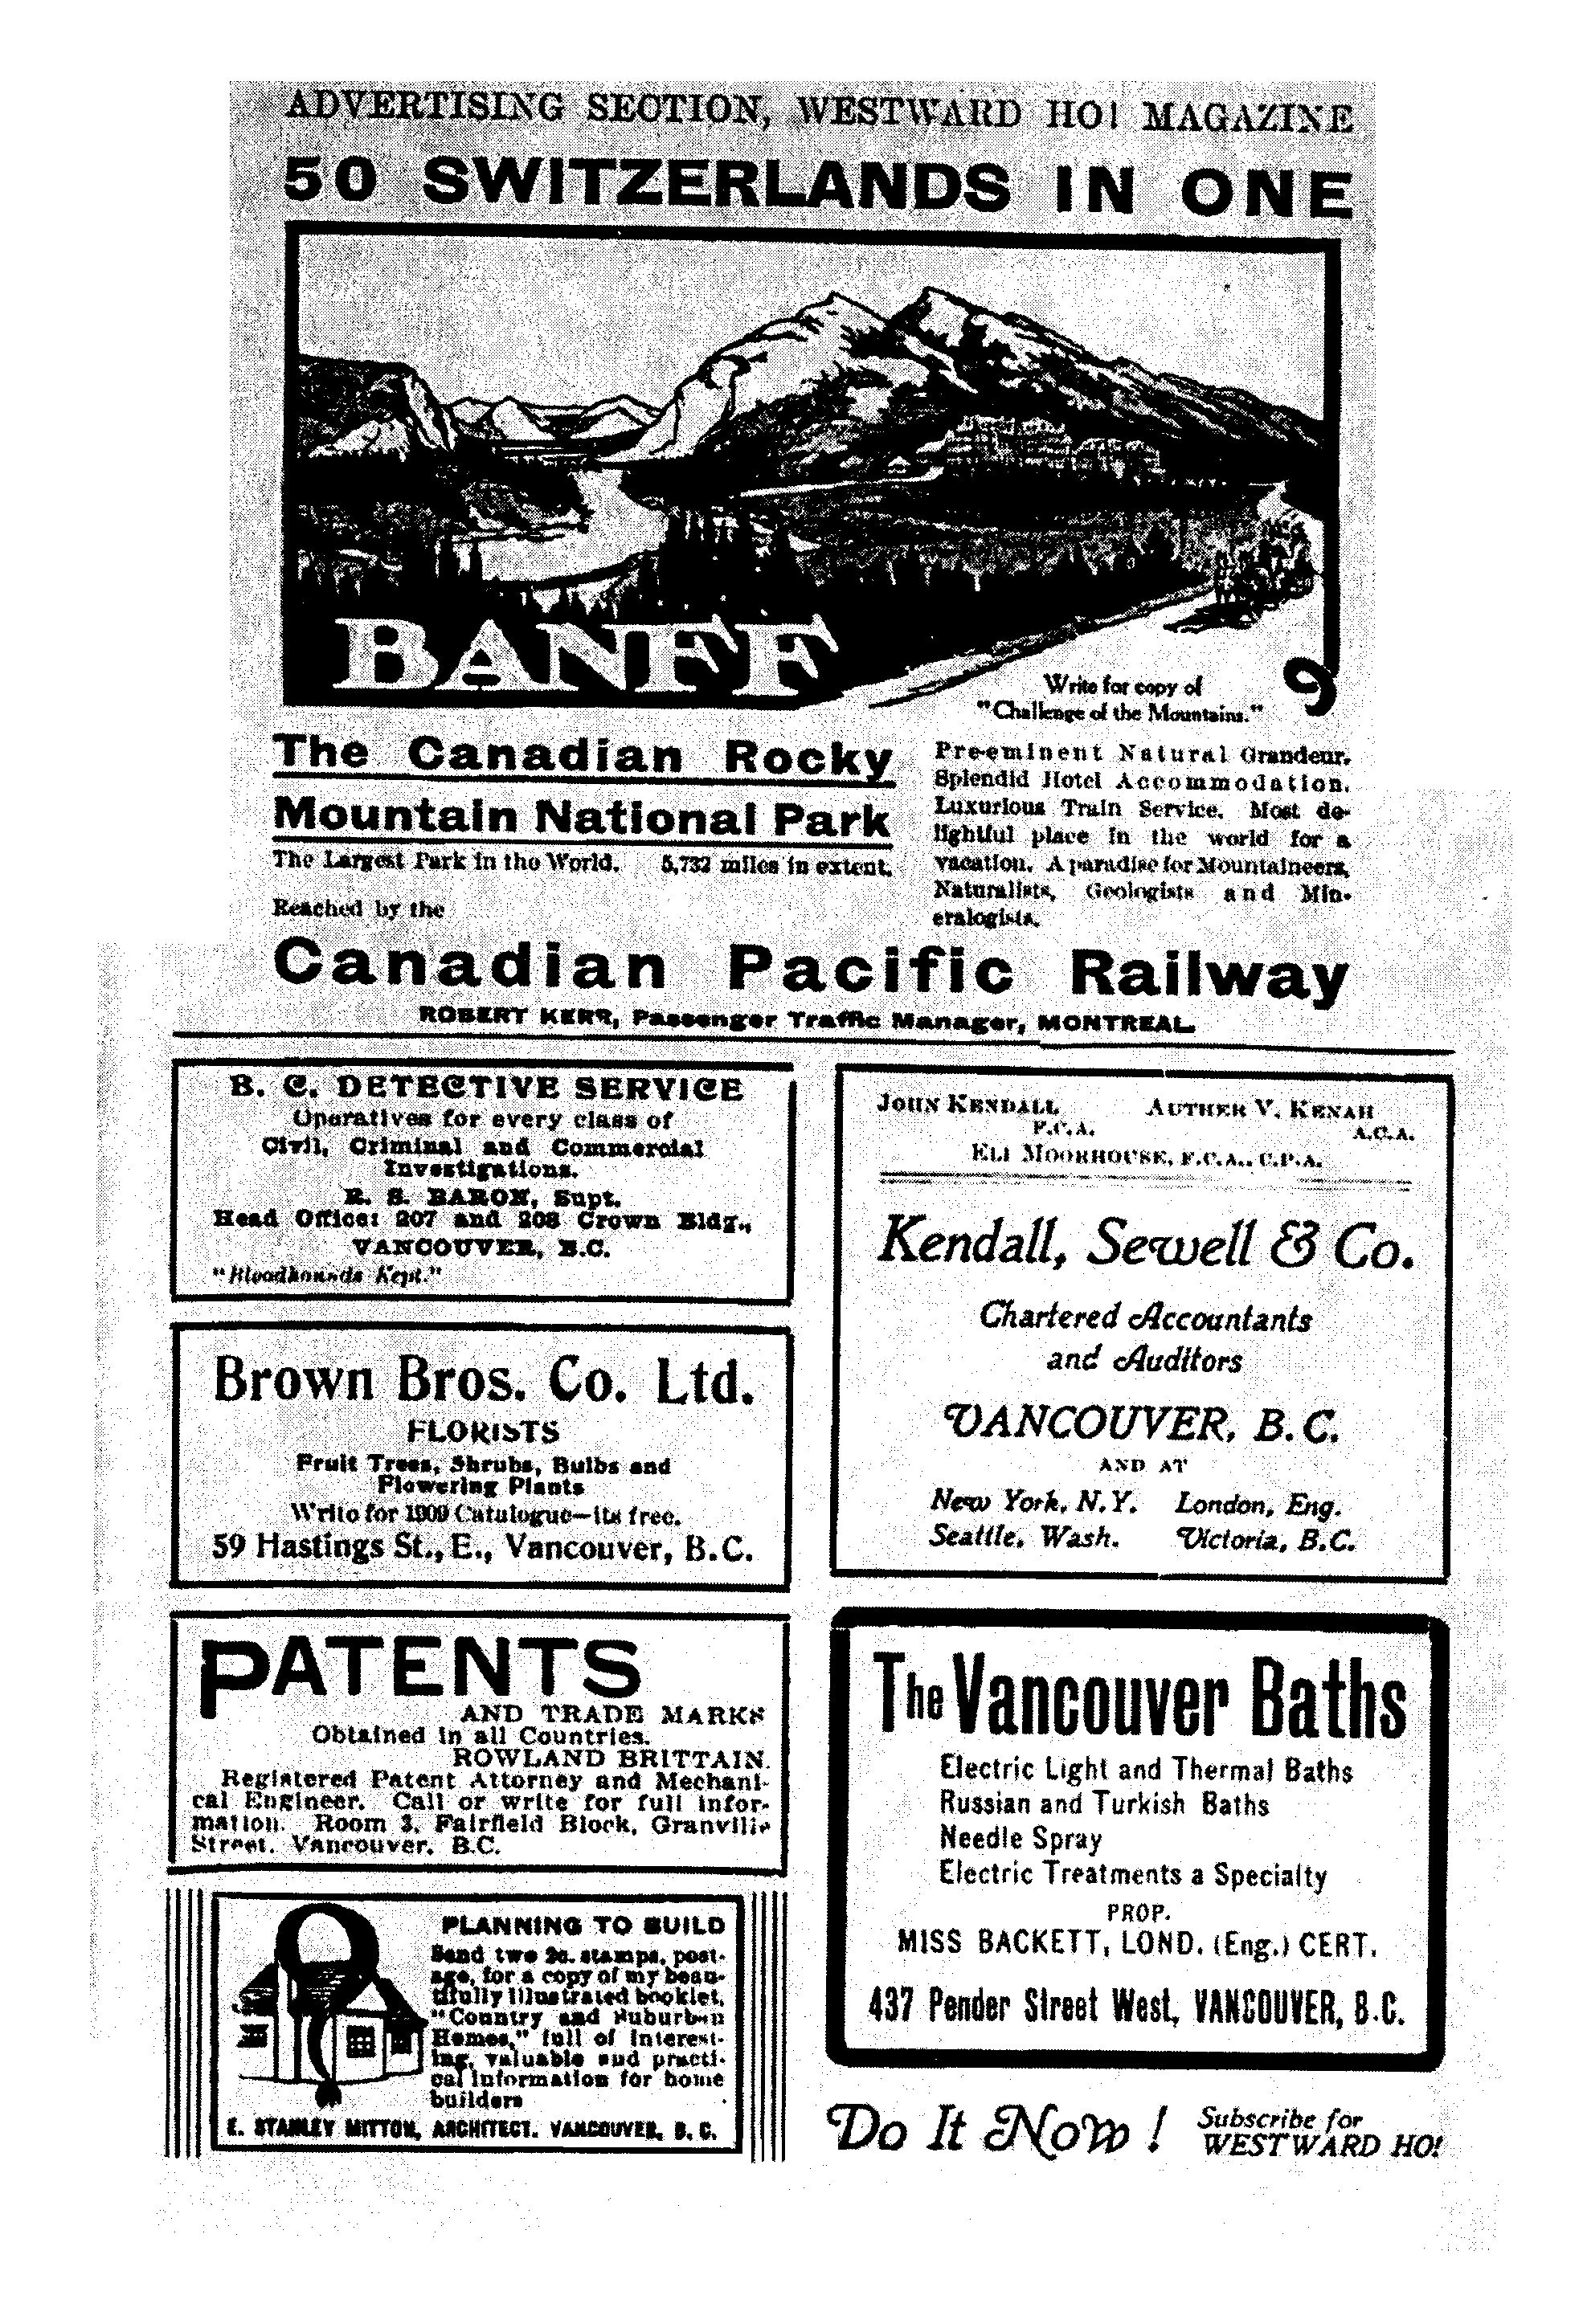 ADVERTISING SECTION, WESTWARD HO! MAGAZINE
50 SWITZERLANDS IN ONE
BANFF
Write for copy of
"Challenge of the Mountains."
The Canadian Rocky
Mountain National Park
The Largest Park in the World. 5,732 miles in extent.
Reached by the
Preeminent Natural Grandeur.
Splendid Hotel Accommodation.
Luxurious Train Service. Most de-
lightful place in the world for a
vacation. A paradise for Mountaineers,
Naturalists, Geologists and Min-
eralogists.
Canadian Pacific Railway
ROBERT KERR, Passenger Traffic Manager, MONTREAL.
B. C. DETECTIVE SERVICE
Operatives for every class of
Civil, Criminal and Commercial
Investigations.
R. S. BARON, Supt.
Head Office: 207 and 208 Crown Bldg.,
VANCOUVER, B.C.
"Bloodhounds Kept."
Brown Bros. Co. Ltd.
FLORISTS
Fruit Trees, Shrubs, Bulbs and
Flowering Plants
Write for 1909 Catalogue—its free.
59 Hastings St., E., Vancouver, B.C.
PATENTS
AND TRADE MARKS
Obtained in all Countries.
ROWLAND BRITTAIN.
Registered Patent Attorney and Mechani-
cal Engineer. Call or write for full infor-
mation. Room 3, Fairfield Block, Granville
Street. Vancouver. B.C.
PLANNING TO BUILD
Send two 2c. stamps, post-
age, for a copy of my beau-
tifully illustrated booklet,
"Country and Suburban
Homes," full of interest-
ing, valuable and practi-
cal information for home
builders
E. STANLEY MITTON, ARCHITECT. VANCOUVER, B. C.
JOHN KENDALL AUTHER V. KENAH
F.C.A. A.C.A.
ELI MOORHOUSE, F.C.A., C.P.A.
Kendall, Sewell & Co.
Chartered Accountants
and Auditors
VANCOUVER, B.C.
AND AT
New York, N.Y. London, Eng.
Seattle, Wash. Victoria, B.C.
The Vancouver Baths
Electric Light and Thermal Baths
Russian and Turkish Baths
Needle Spray
Electric Treatments a Specialty
PROP.
MISS BACKETT, LOND. (Eng.) CERT.
437 Pender Street West, VANCOUVER, B.C.
Do It Now! Subscribe for
WESTWARD HO!